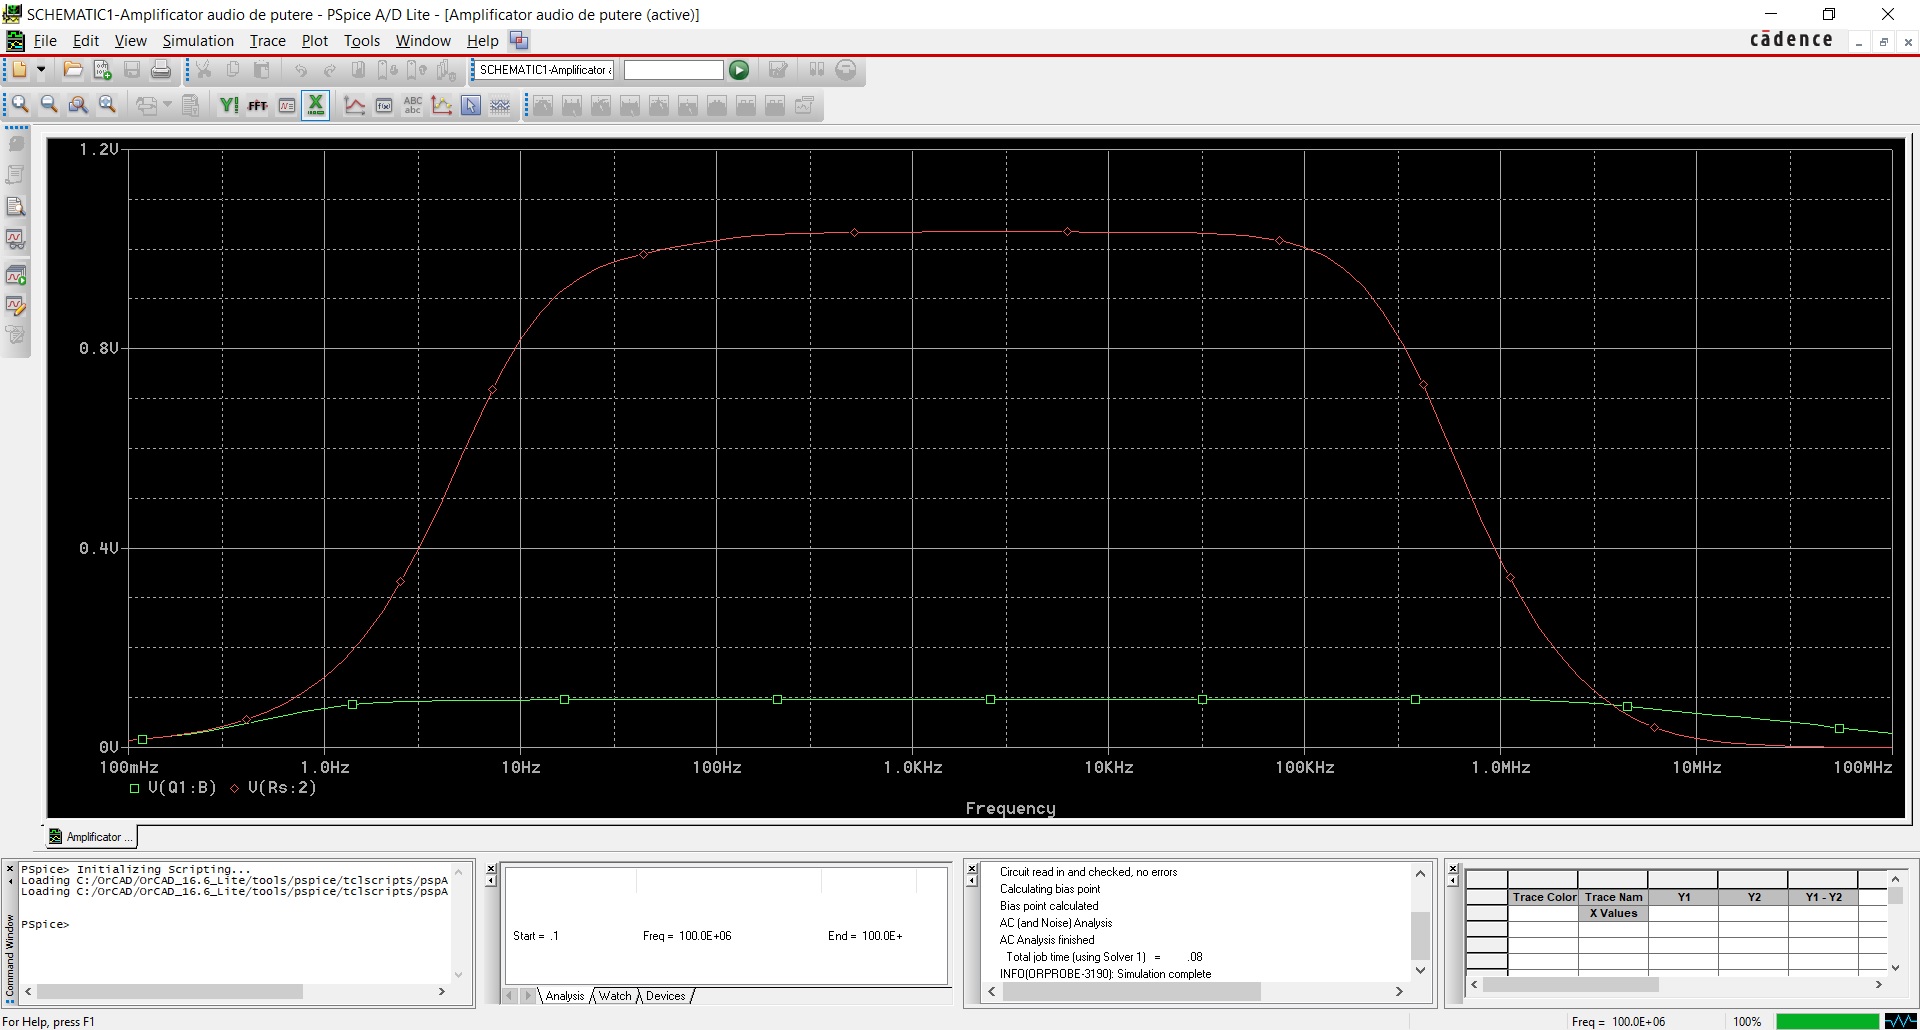 SCHEMATIC1-Amplificator audio de putere - PSpice A/D Lite - [Amplificator audio de putere (active)]
File Edit View Simulation Trace Plot Tools Window Help
cādence
SCHEMATIC1-Amplificator
Y! FFT
ABC
abc
1.2V
0.8V
0.4V
0V
100mHz 1.0Hz 10Hz 100Hz 1.0KHz 10KHz 100KHz 1.0MHz 10MHz 100MHz
V(Q1:B) V(Rs:2)
Frequency
Amplificator ...
Command Window
PSpice> Initializing Scripting...
Loading C:/OrCAD/OrCAD_16.6_Lite/tools/pspice/tclscripts/pspA
Loading C:/OrCAD/OrCAD_16.6_Lite/tools/pspice/tclscripts/pspA
PSpice>
Start = .1 Freq = 100.0E+06 End = 100.0E+
Analysis Watch Devices
Circuit read in and checked, no errors
Calculating bias point
Bias point calculated
AC (and Noise) Analysis
AC Analysis finished
Total job time (using Solver 1) = .08
INFO(ORPROBE-3190): Simulation complete
Trace Color Trace Nam Y1 Y2 Y1 - Y2
X Values
For Help, press F1 Freq = 100.0E+06 100%